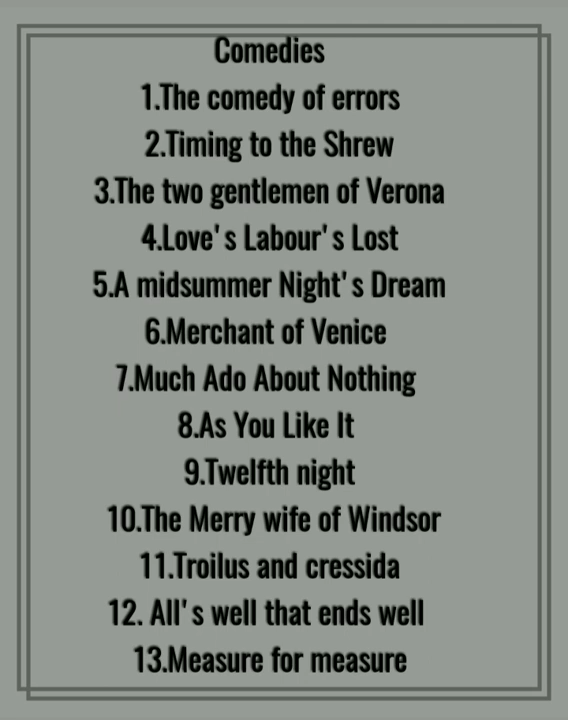 Comedies
1.The comedy of errors
2.Timing to the Shrew
3.The two gentlemen of Verona
4.Love's Labour's Lost
5.A midsummer Night's Dream
6.Merchant of Venice
7.Much Ado About Nothing
8.As You Like It
9.Twelfth night
10.The Merry wife of Windsor
11.Troilus and cressida
12. All's well that ends well
13.Measure for measure